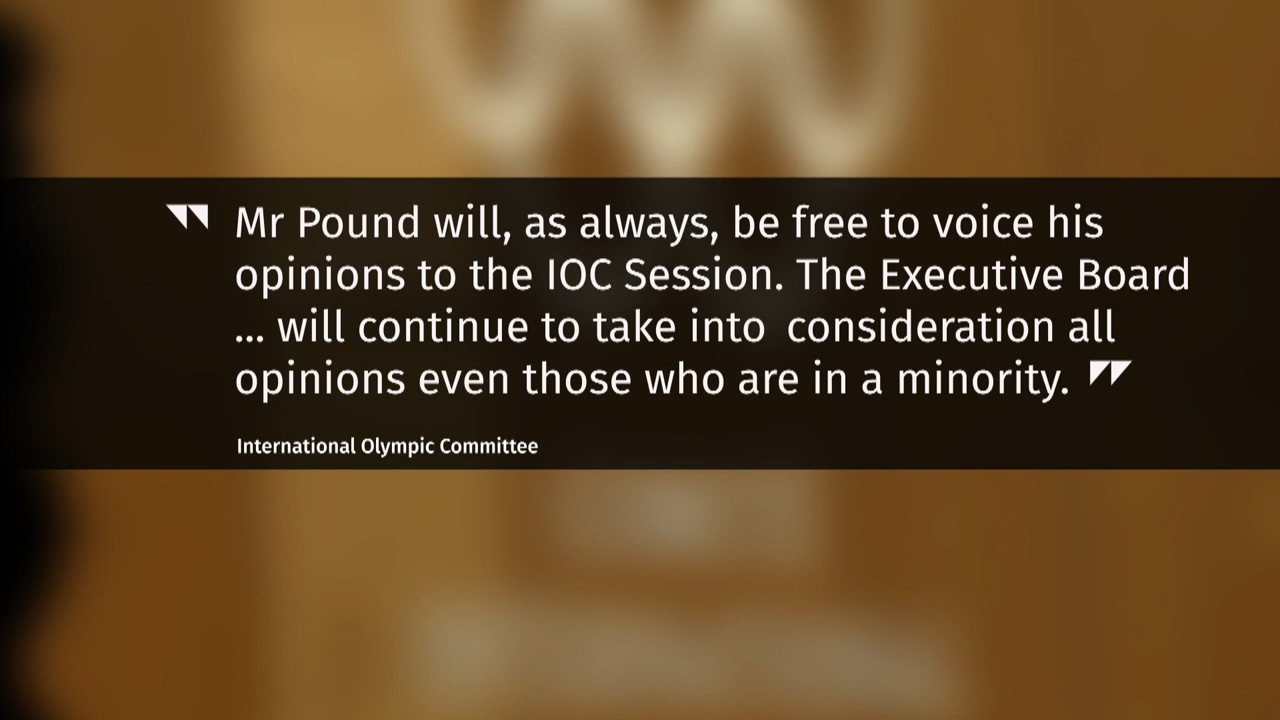 " Mr Pound will, as always, be free to voice his
opinions to the IOC Session. The Executive Board
... will continue to take into consideration all
opinions even those who are in a minority. "
International Olympic Committee